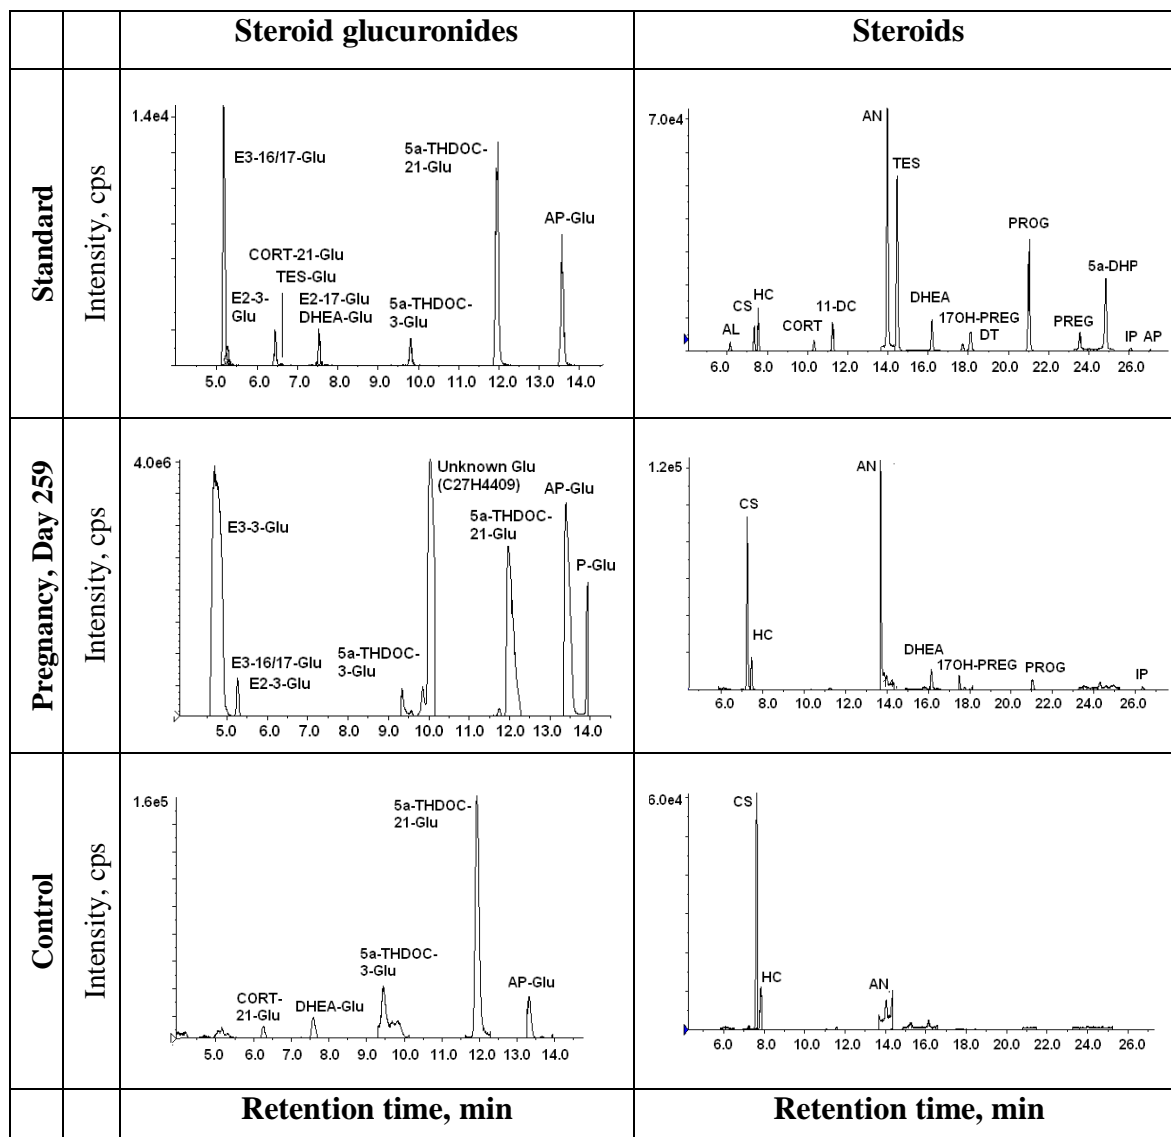 Steroid glucuronides
Steroids
Standard
Intensity, cps
1.4e4
E3-16/17-Glu
E2-3-
Glu
CORT-21-Glu
TES-Glu
E2-17-Glu
DHEA-Glu
5a-THDOC-
3-Glu
5a-THDOC-
21-Glu
AP-Glu
5.0 6.0 7.0 8.0 9.0 10.0 11.0 12.0 13.0 14.0
7.0e4
AL
CS
HC
CORT
11-DC
AN
TES
DHEA
17OH-PREG
DT
PROG
PREG
5a-DHP
IP AP
6.0 8.0 10.0 12.0 14.0 16.0 18.0 20.0 22.0 24.0 26.0
Pregnancy, Day 259
Intensity, cps
4.0e6
E3-3-Glu
E3-16/17-Glu
E2-3-Glu
5a-THDOC-
3-Glu
Unknown Glu
(C27H44O9)
5a-THDOC-
21-Glu
AP-Glu
P-Glu
5.0 6.0 7.0 8.0 9.0 10.0 11.0 12.0 13.0 14.0
1.2e5
CS
HC
AN
DHEA
17OH-PREG
PROG
IP
6.0 8.0 10.0 12.0 14.0 16.0 18.0 20.0 22.0 24.0 26.0
Control
Intensity, cps
1.6e5
CORT-
21-Glu
DHEA-Glu
5a-THDOC-
3-Glu
5a-THDOC-
21-Glu
AP-Glu
5.0 6.0 7.0 8.0 9.0 10.0 11.0 12.0 13.0 14.0
6.0e4
CS
HC
AN
6.0 8.0 10.0 12.0 14.0 16.0 18.0 20.0 22.0 24.0 26.0
Retention time, min
Retention time, min